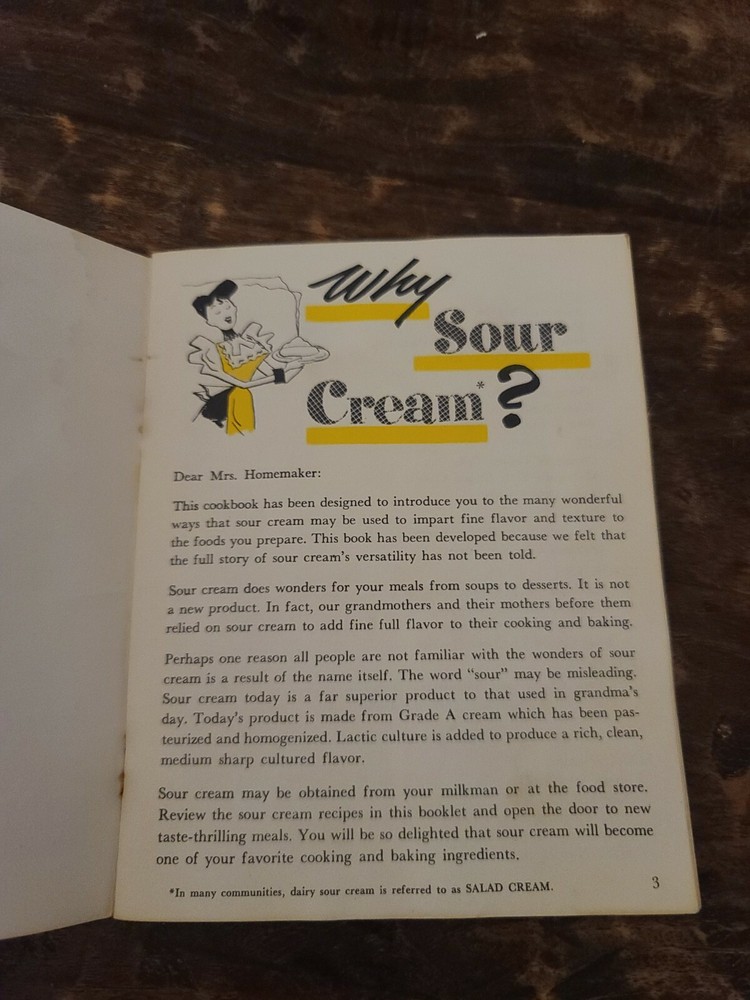 Why
Sour
Cream*?
Dear Mrs. Homemaker:
This cookbook has been designed to introduce you to the many wonderful
ways that sour cream may be used to impart fine flavor and texture to
the foods you prepare. This book has been developed because we felt that
the full story of sour cream's versatility has not been told.
Sour cream does wonders for your meals from soups to desserts. It is not
a new product. In fact, our grandmothers and their mothers before them
relied on sour cream to add fine full flavor to their cooking and baking.
Perhaps one reason all people are not familiar with the wonders of sour
cream is a result of the name itself. The word "sour" may be misleading.
Sour cream today is a far superior product to that used in grandma's
day. Today's product is made from Grade A cream which has been pas-
teurized and homogenized. Lactic culture is added to produce a rich, clean,
medium sharp cultured flavor.
Sour cream may be obtained from your milkman or at the food store.
Review the sour cream recipes in this booklet and open the door to new
taste-thrilling meals. You will be so delighted that sour cream will become
one of your favorite cooking and baking ingredients.
*In many communities, dairy sour cream is referred to as SALAD CREAM.
3